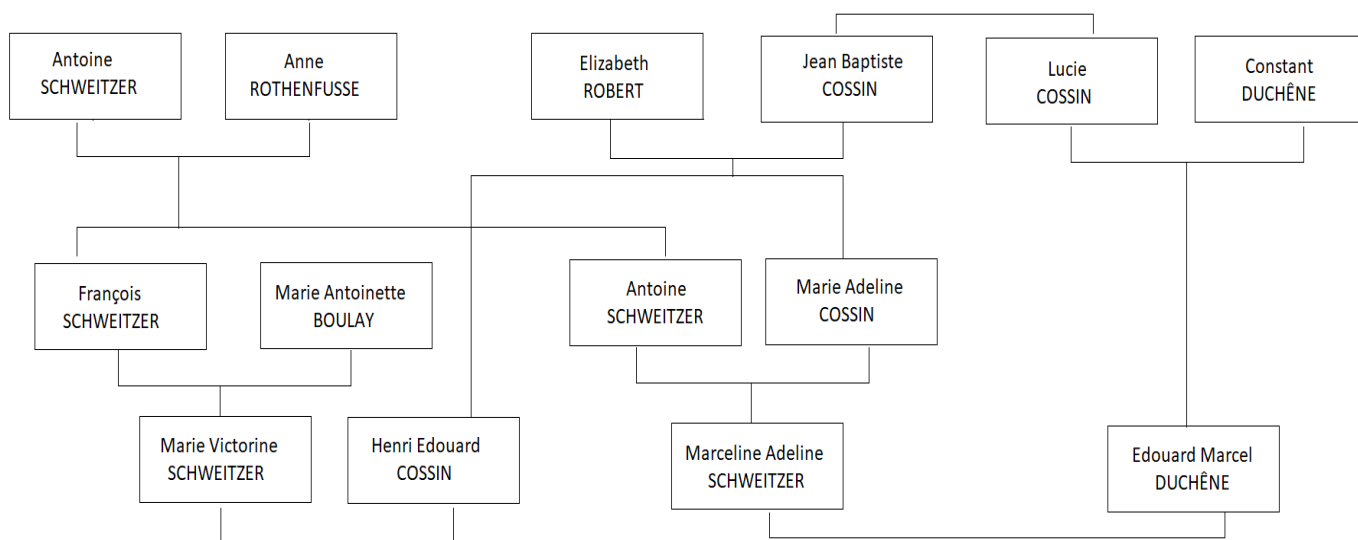 Antoine
SCHWEITZER
Anne
ROTHENFUSSE
Elizabeth
ROBERT
Jean Baptiste
COSSIN
Lucie
COSSIN
Constant
DUCHÊNE
François
SCHWEITZER
Marie Antoinette
BOULAY
Antoine
SCHWEITZER
Marie Adeline
COSSIN
Marie Victorine
SCHWEITZER
Henri Edouard
COSSIN
Marceline Adeline
SCHWEITZER
Edouard Marcel
DUCHÊNE